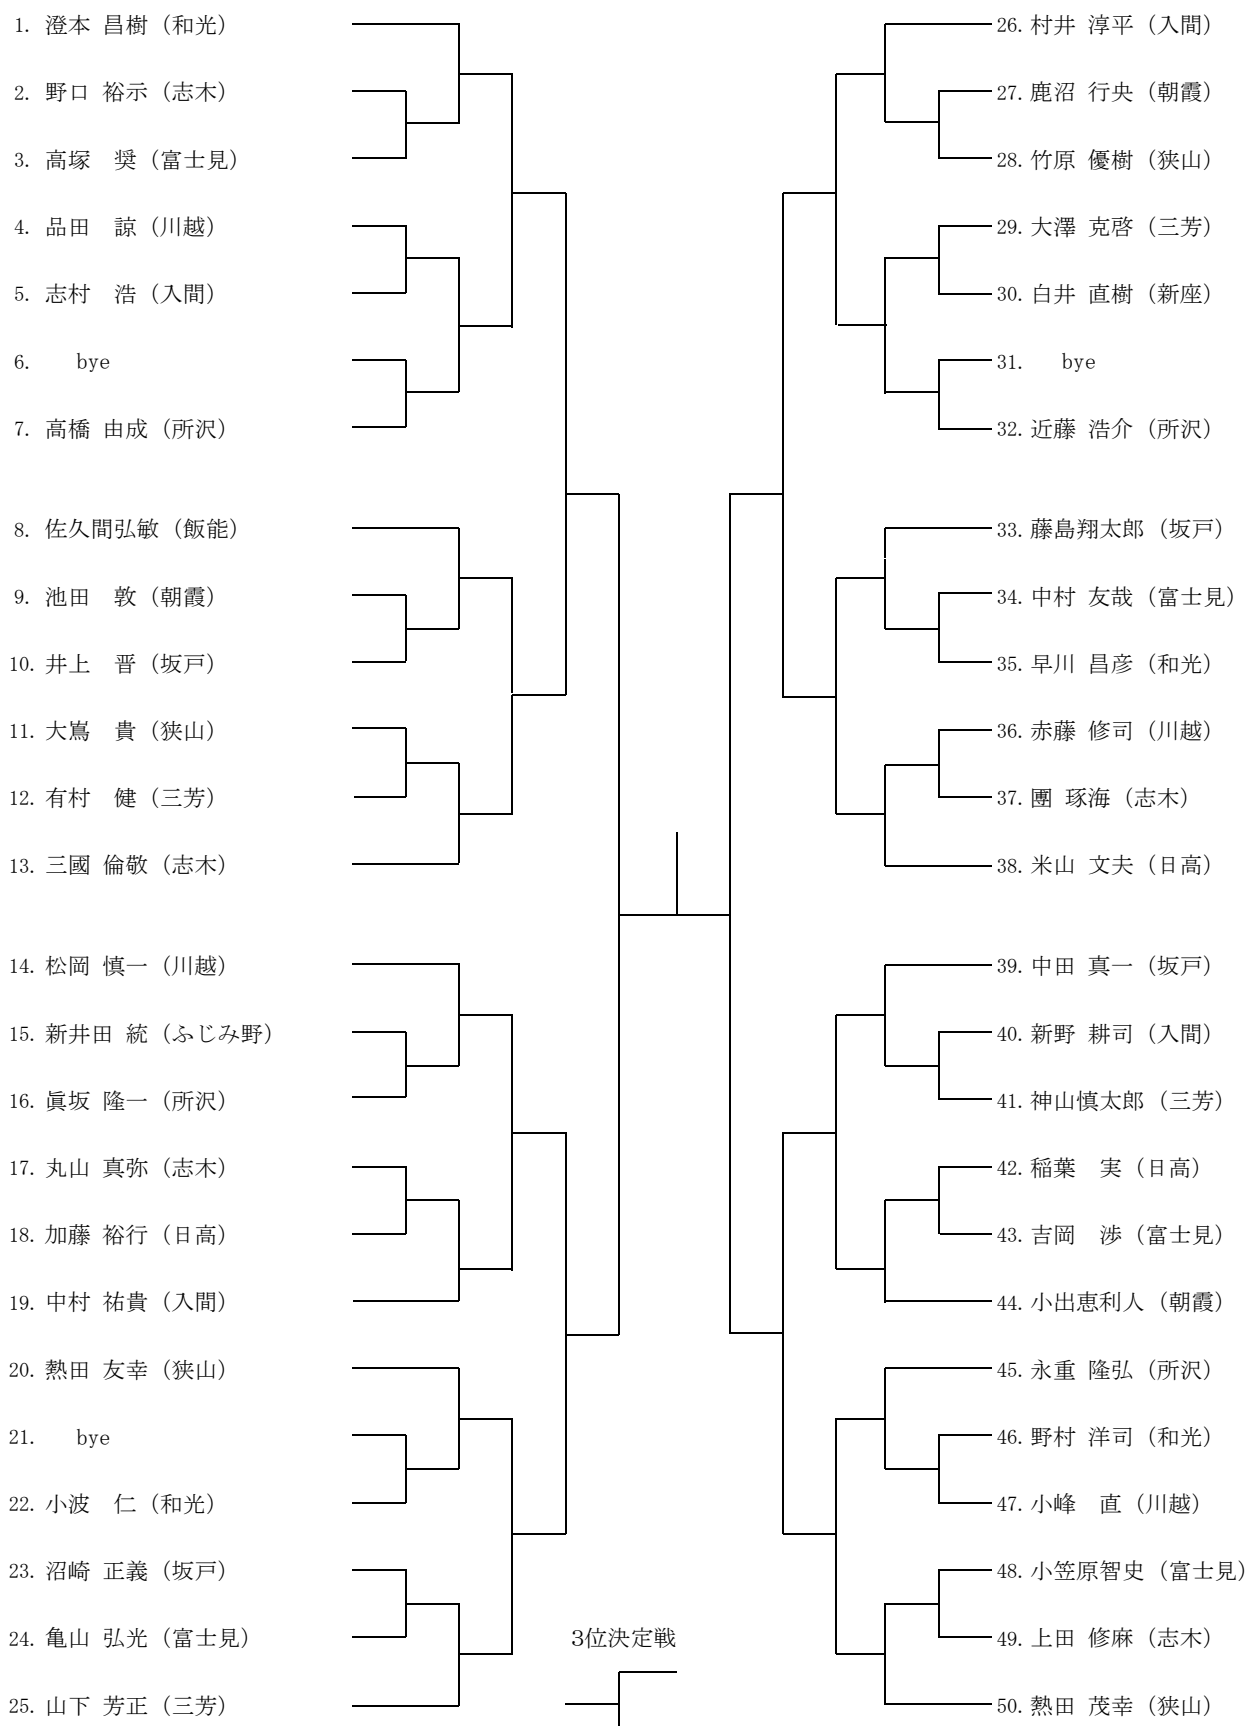 1. 澄本 昌樹 (和光)
2. 野口 裕示 (志木)
3. 高塚　奨 (富士見)
4. 品田　諒 (川越)
5. 志村　浩 (入間)
6. bye
7. 高橋 由成 (所沢)
8. 佐久間弘敏 (飯能)
9. 池田　敦 (朝霞)
10. 井上　晋 (坂戸)
11. 大嶌　貴 (狭山)
12. 有村　健 (三芳)
13. 三國 倫敬 (志木)
14. 松岡 慎一 (川越)
15. 新井田 統 (ふじみ野)
16. 眞坂 隆一 (所沢)
17. 丸山 真弥 (志木)
18. 加藤 裕行 (日高)
19. 中村 祐貴 (入間)
20. 熱田 友幸 (狭山)
21. bye
22. 小波　仁 (和光)
23. 沼崎 正義 (坂戸)
24. 亀山 弘光 (富士見)
25. 山下 芳正 (三芳)
3位決定戦
26. 村井 淳平 (入間)
27. 鹿沼 行央 (朝霞)
28. 竹原 優樹 (狭山)
29. 大澤 克啓 (三芳)
30. 白井 直樹 (新座)
31. bye
32. 近藤 浩介 (所沢)
33. 藤島翔太郎 (坂戸)
34. 中村 友哉 (富士見)
35. 早川 昌彦 (和光)
36. 赤藤 修司 (川越)
37. 團 琢海 (志木)
38. 米山 文夫 (日高)
39. 中田 真一 (坂戸)
40. 新野 耕司 (入間)
41. 神山慎太郎 (三芳)
42. 稲葉　実 (日高)
43. 吉岡　渉 (富士見)
44. 小出恵利人 (朝霞)
45. 永重 隆弘 (所沢)
46. 野村 洋司 (和光)
47. 小峰　直 (川越)
48. 小笠原智史 (富士見)
49. 上田 修麻 (志木)
50. 熱田 茂幸 (狭山)